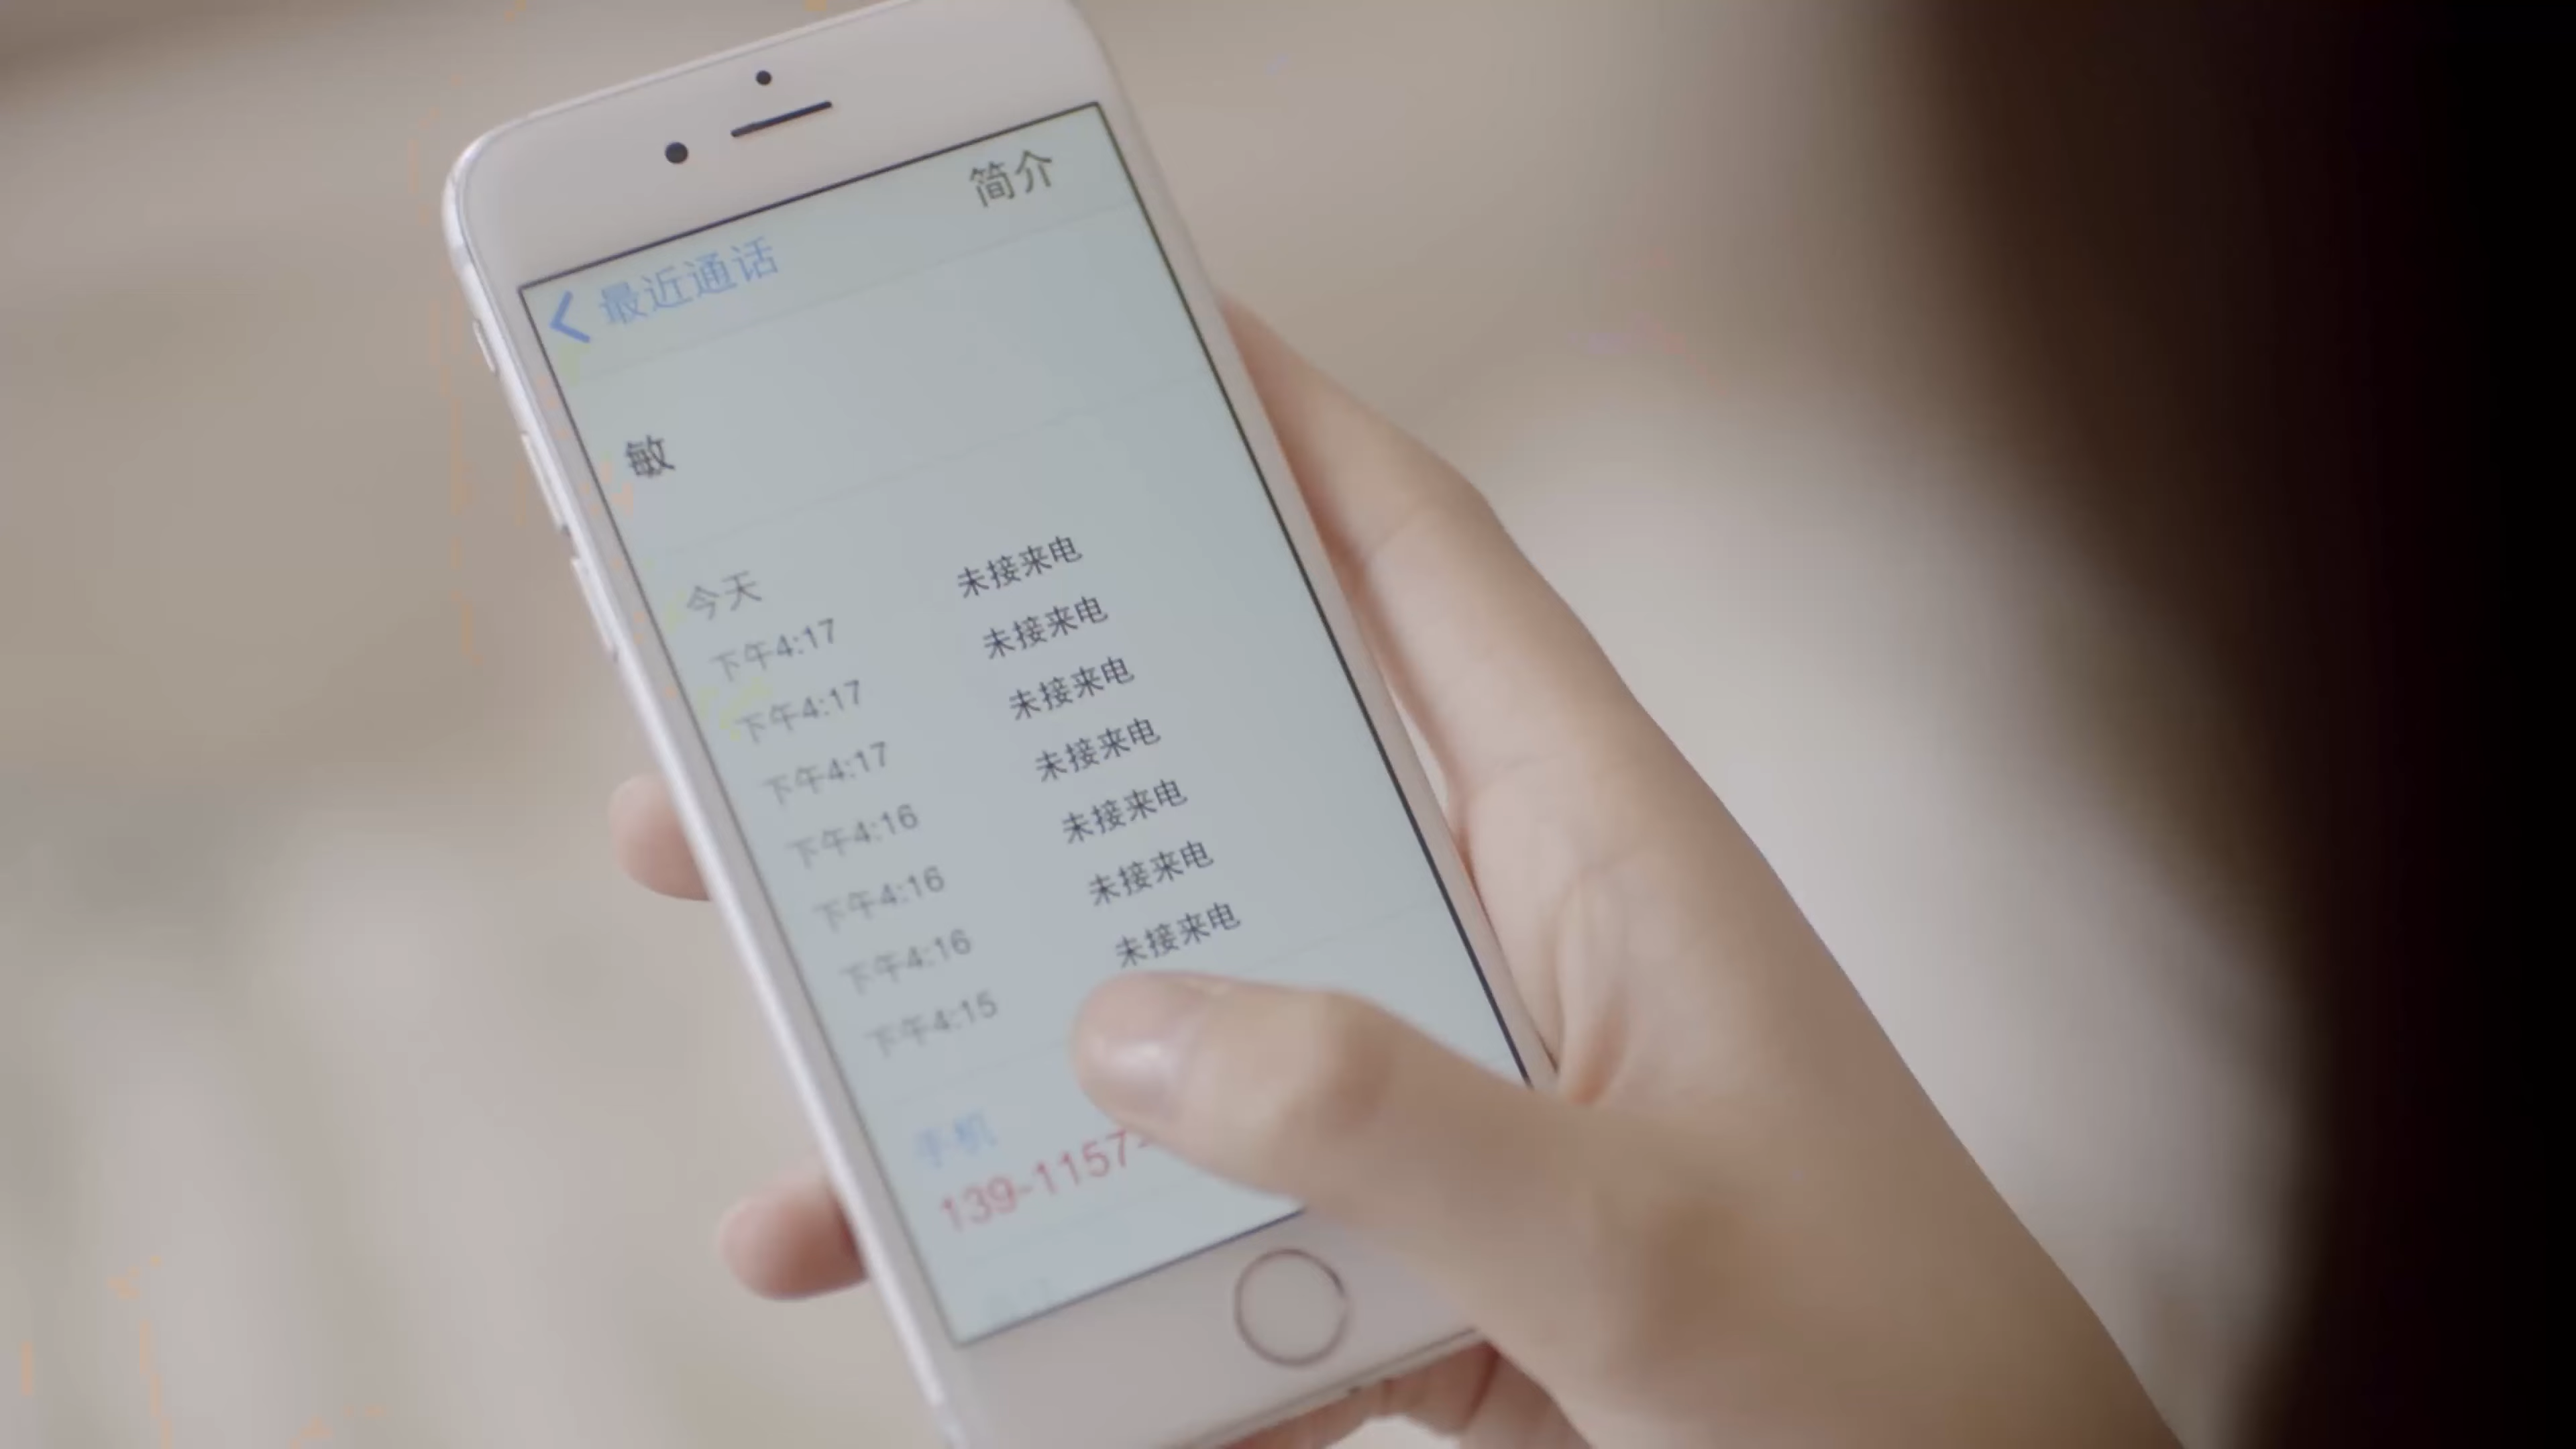 简介
最近通话
敏
今天
下午4:17 未接来电
下午4:17 未接来电
下午4:17 未接来电
下午4:16 未接来电
下午4:16 未接来电
下午4:16 未接来电
下午4:15 未接来电
手机
139-1157-